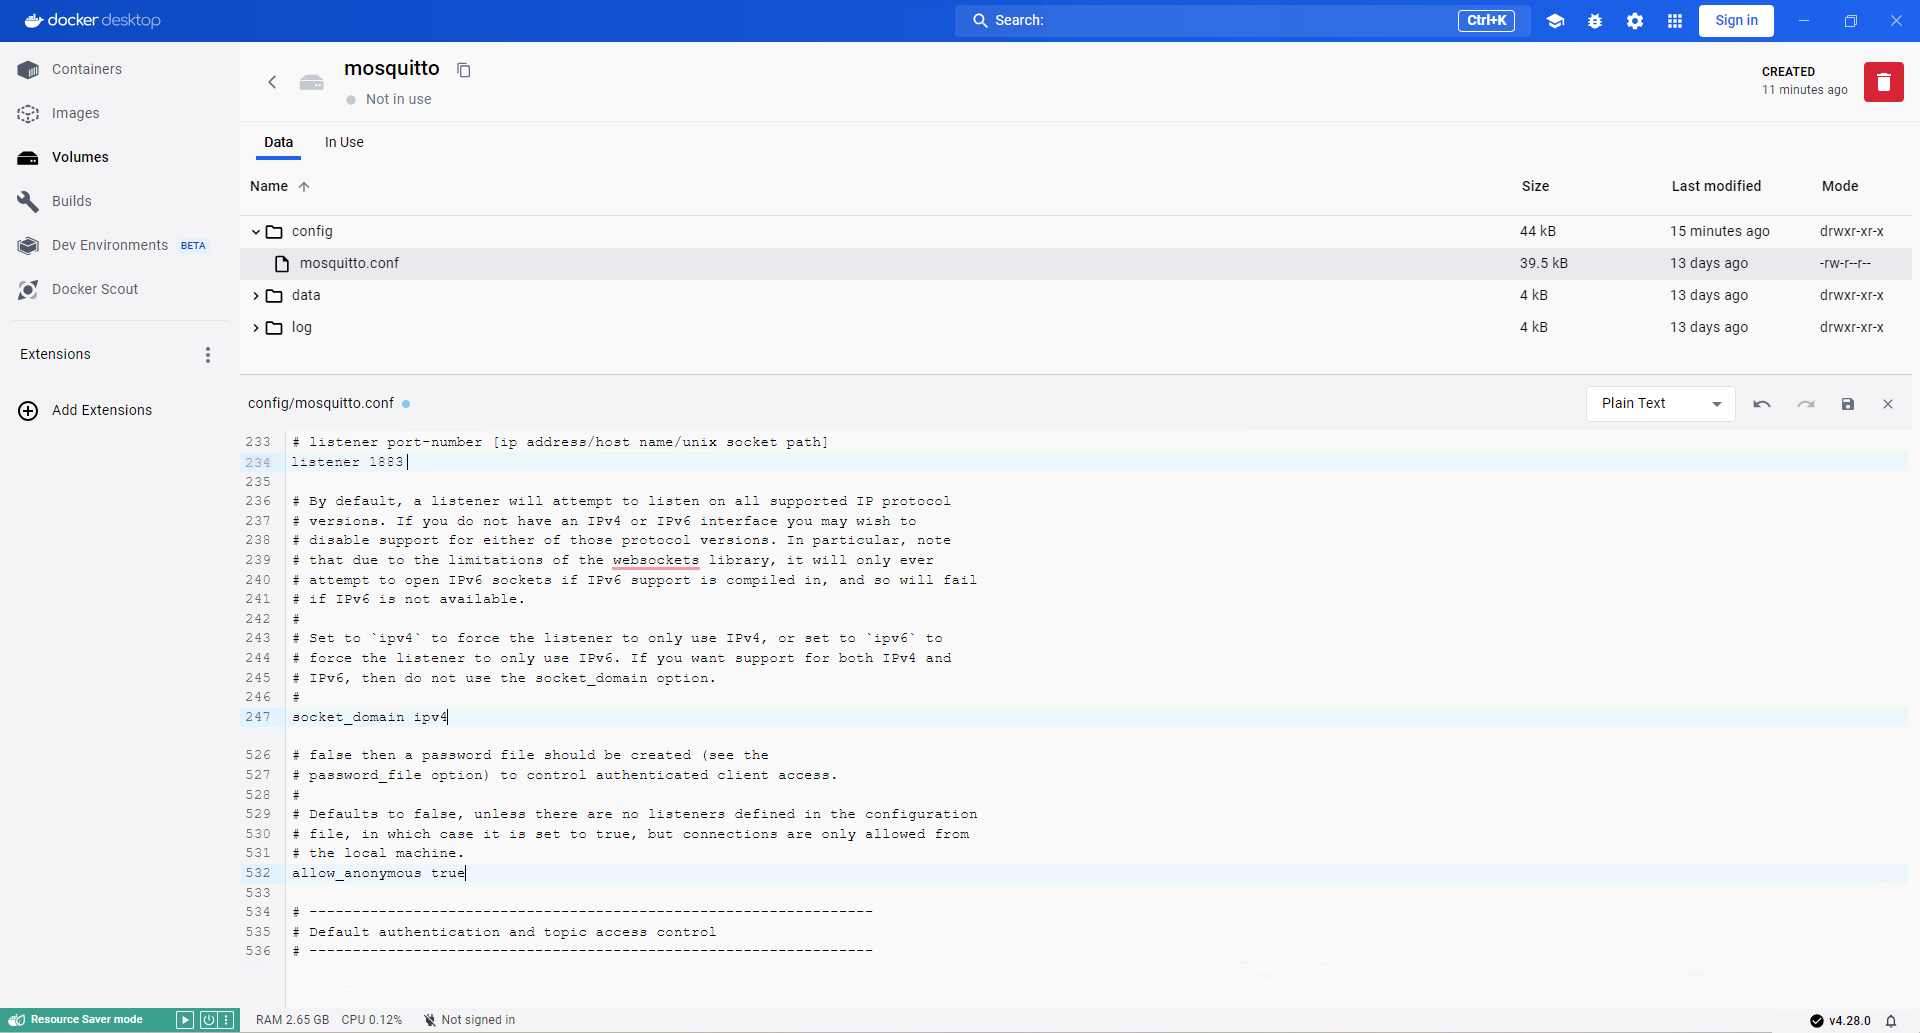 docker desktop
Search:
Ctrl+K
Sign in
Containers
Images
Volumes
Builds
Dev Environments BETA
Docker Scout
Extensions
Add Extensions
mosquitto
Not in use
CREATED
11 minutes ago
Data In Use
Name Size Last modified Mode
config 44 kB 15 minutes ago drwxr-xr-x
mosquitto.conf 39.5 kB 13 days ago -rw-r--r--
data 4 kB 13 days ago drwxr-xr-x
log 4 kB 13 days ago drwxr-xr-x
config/mosquitto.conf
Plain Text
233 # listener port-number [ip address/host name/unix socket path]
234 listener 1883
235
236 # By default, a listener will attempt to listen on all supported IP protocol
237 # versions. If you do not have an IPv4 or IPv6 interface you may wish to
238 # disable support for either of those protocol versions. In particular, note
239 # that due to the limitations of the websockets library, it will only ever
240 # attempt to open IPv6 sockets if IPv6 support is compiled in, and so will fail
241 # if IPv6 is not available.
242 #
243 # Set to `ipv4` to force the listener to only use IPv4, or set to `ipv6` to
244 # force the listener to only use IPv6. If you want support for both IPv4 and
245 # IPv6, then do not use the socket_domain option.
246 #
247 socket_domain ipv4
526 # false then a password file should be created (see the
527 # password_file option) to control authenticated client access.
528 #
529 # Defaults to false, unless there are no listeners defined in the configuration
530 # file, in which case it is set to true, but connections are only allowed from
531 # the local machine.
532 allow_anonymous true
533
534 # -----------------------------------------------------------------
535 # Default authentication and topic access control
536 # -----------------------------------------------------------------
Resource Saver mode
RAM 2.65 GB CPU 0.12% Not signed in
v4.28.0